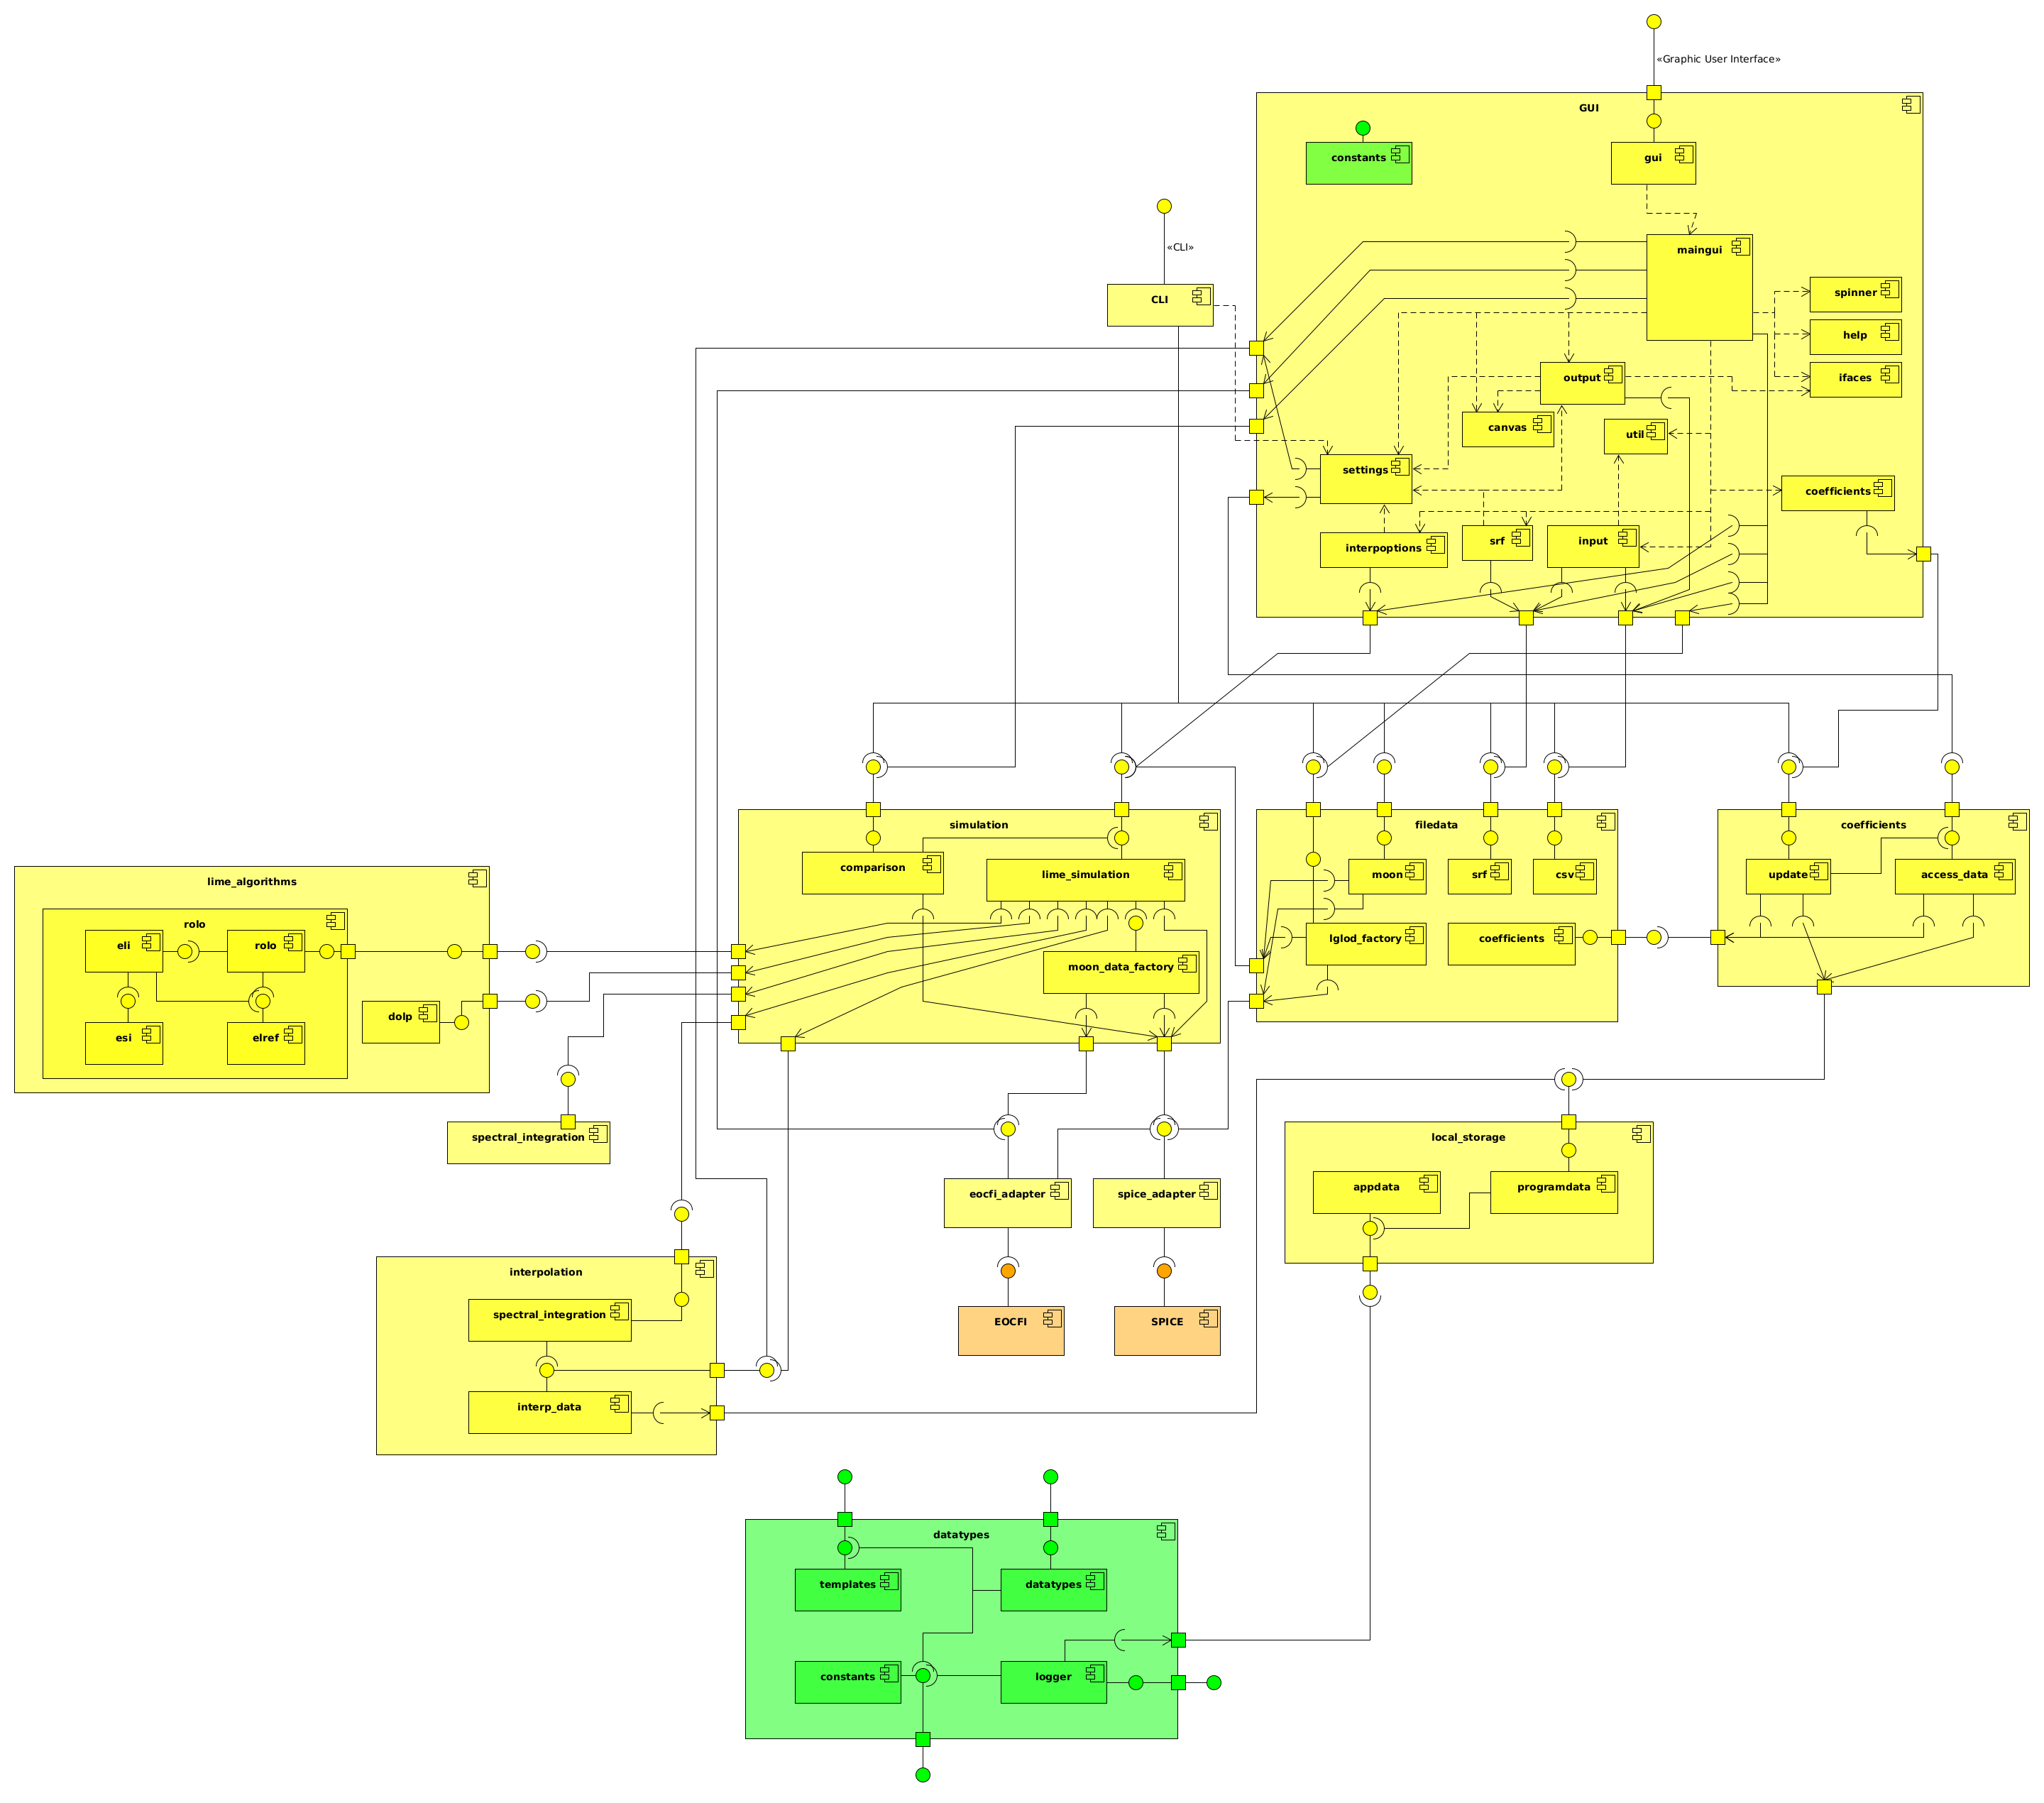 «Graphic User Interface»
GUI
constants
gui
«CLI»
maingui
CLI
spinner
help
output
ifaces
canvas
util
settings
coefficients
interpoptions
srf
input
simulation
filedata
coefficients
comparison
lime_simulation
moon
srf
csv
update
access_data
lime_algorithms
rolo
eli
rolo
lglod_factory
coefficients
moon_data_factory
dolp
esi
elref
spectral_integration
local_storage
eocfi_adapter
spice_adapter
appdata
programdata
interpolation
spectral_integration
EOCFI
SPICE
interp_data
datatypes
templates
datatypes
constants
logger